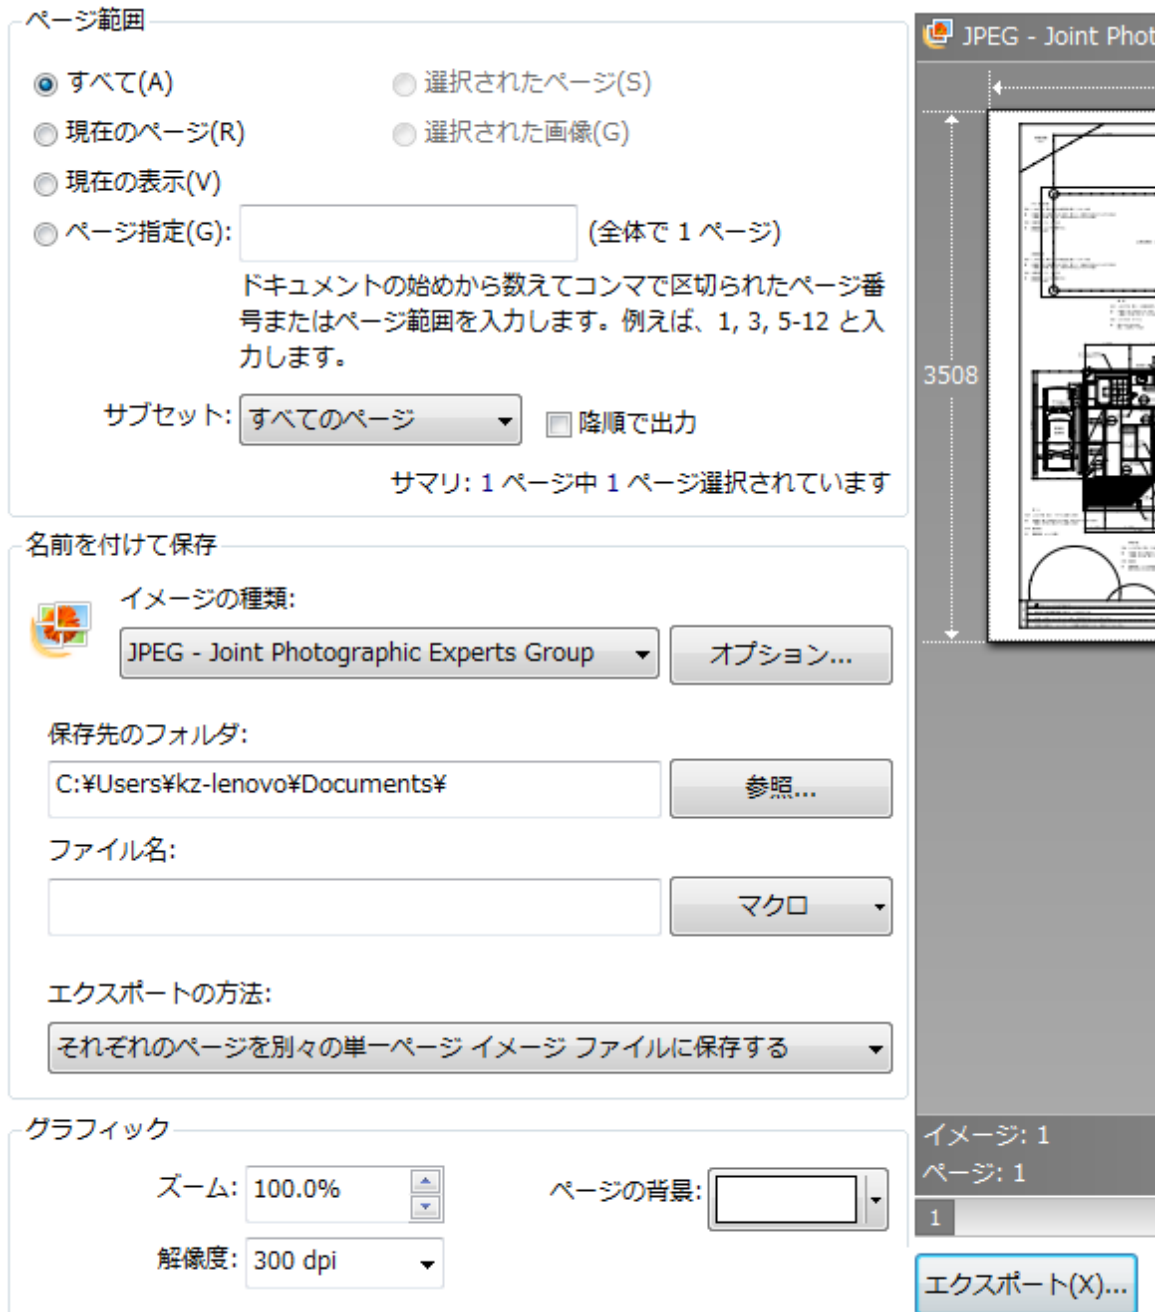 ページ範囲
すべて(A)
選択されたページ(S)
現在のページ(R)
選択された画像(G)
現在の表示(V)
ページ指定(G):
(全体で 1 ページ)
ドキュメントの始めから数えてコンマで区切られたページ番
号またはページ範囲を入力します。例えば、1, 3, 5-12 と入
力します。
サブセット: すべてのページ
降順で出力
サマリ: 1 ページ中 1 ページ選択されています
名前を付けて保存
イメージの種類:
JPEG - Joint Photographic Experts Group
オプション...
保存先のフォルダ:
C:¥Users¥kz-lenovo¥Documents¥
参照...
ファイル名:
マクロ
エクスポートの方法:
それぞれのページを別々の単一ページ イメージ ファイルに保存する
グラフィック
ズーム: 100.0%
ページの背景:
解像度: 300 dpi
JPEG - Joint Phot
3508
イメージ: 1
ページ: 1
1
エクスポート(X)...